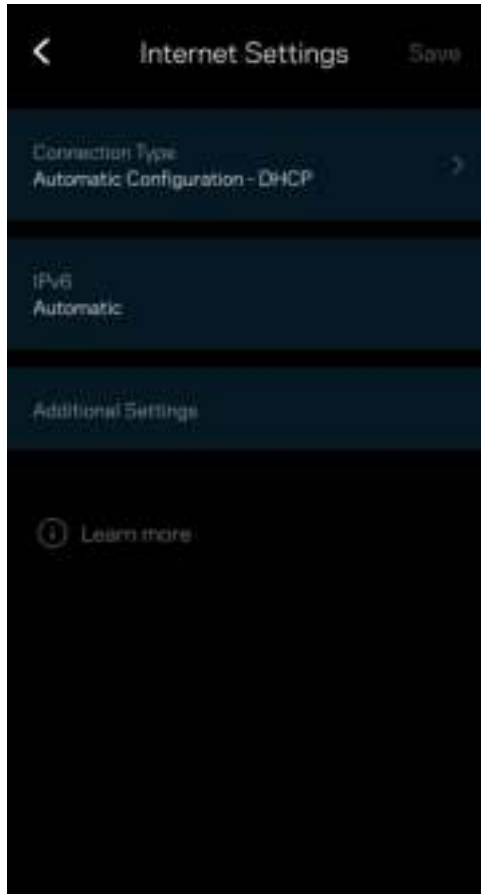 Internet Settings
Save
Connection Type
Automatic Configuration - DHCP
IPv6
Automatic
Additional Settings
Learn more